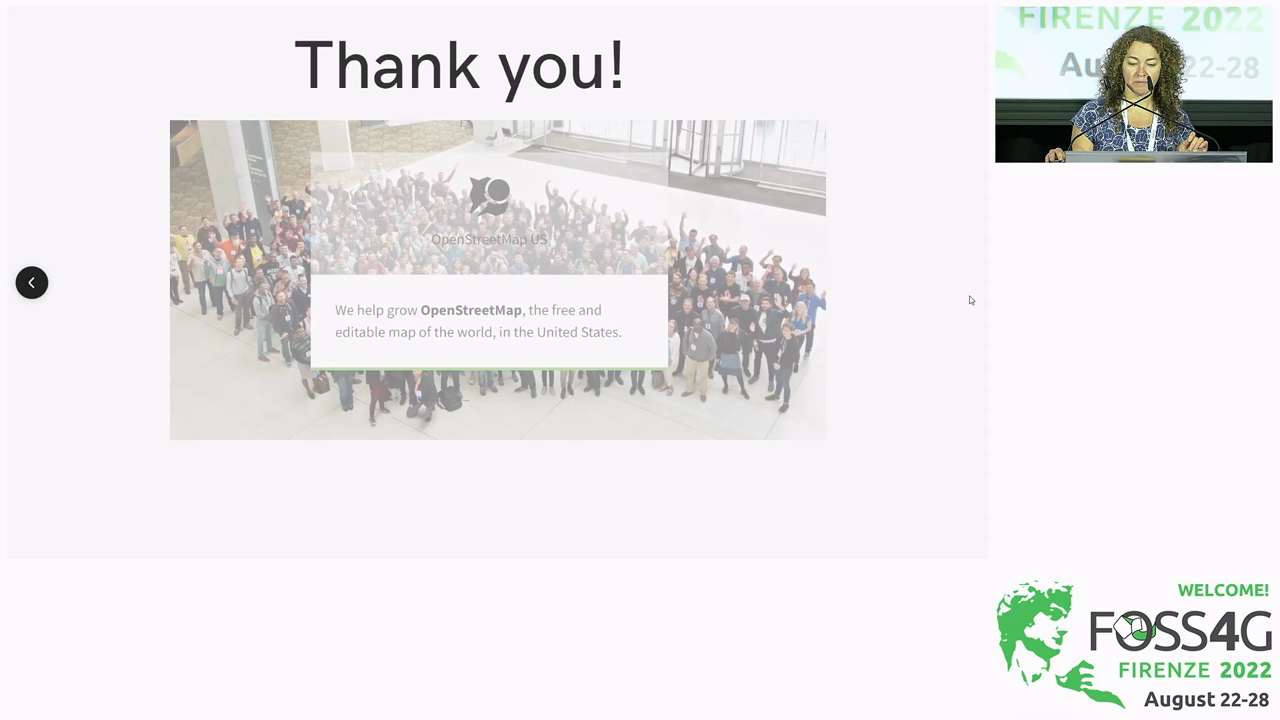 Thank you!
OpenStreetMap US
We help grow OpenStreetMap, the free and
editable map of the world, in the United States.
FIRENZE 2022
Au 22-28
WELCOME!
FOSS4G
FIRENZE 2022
August 22-28